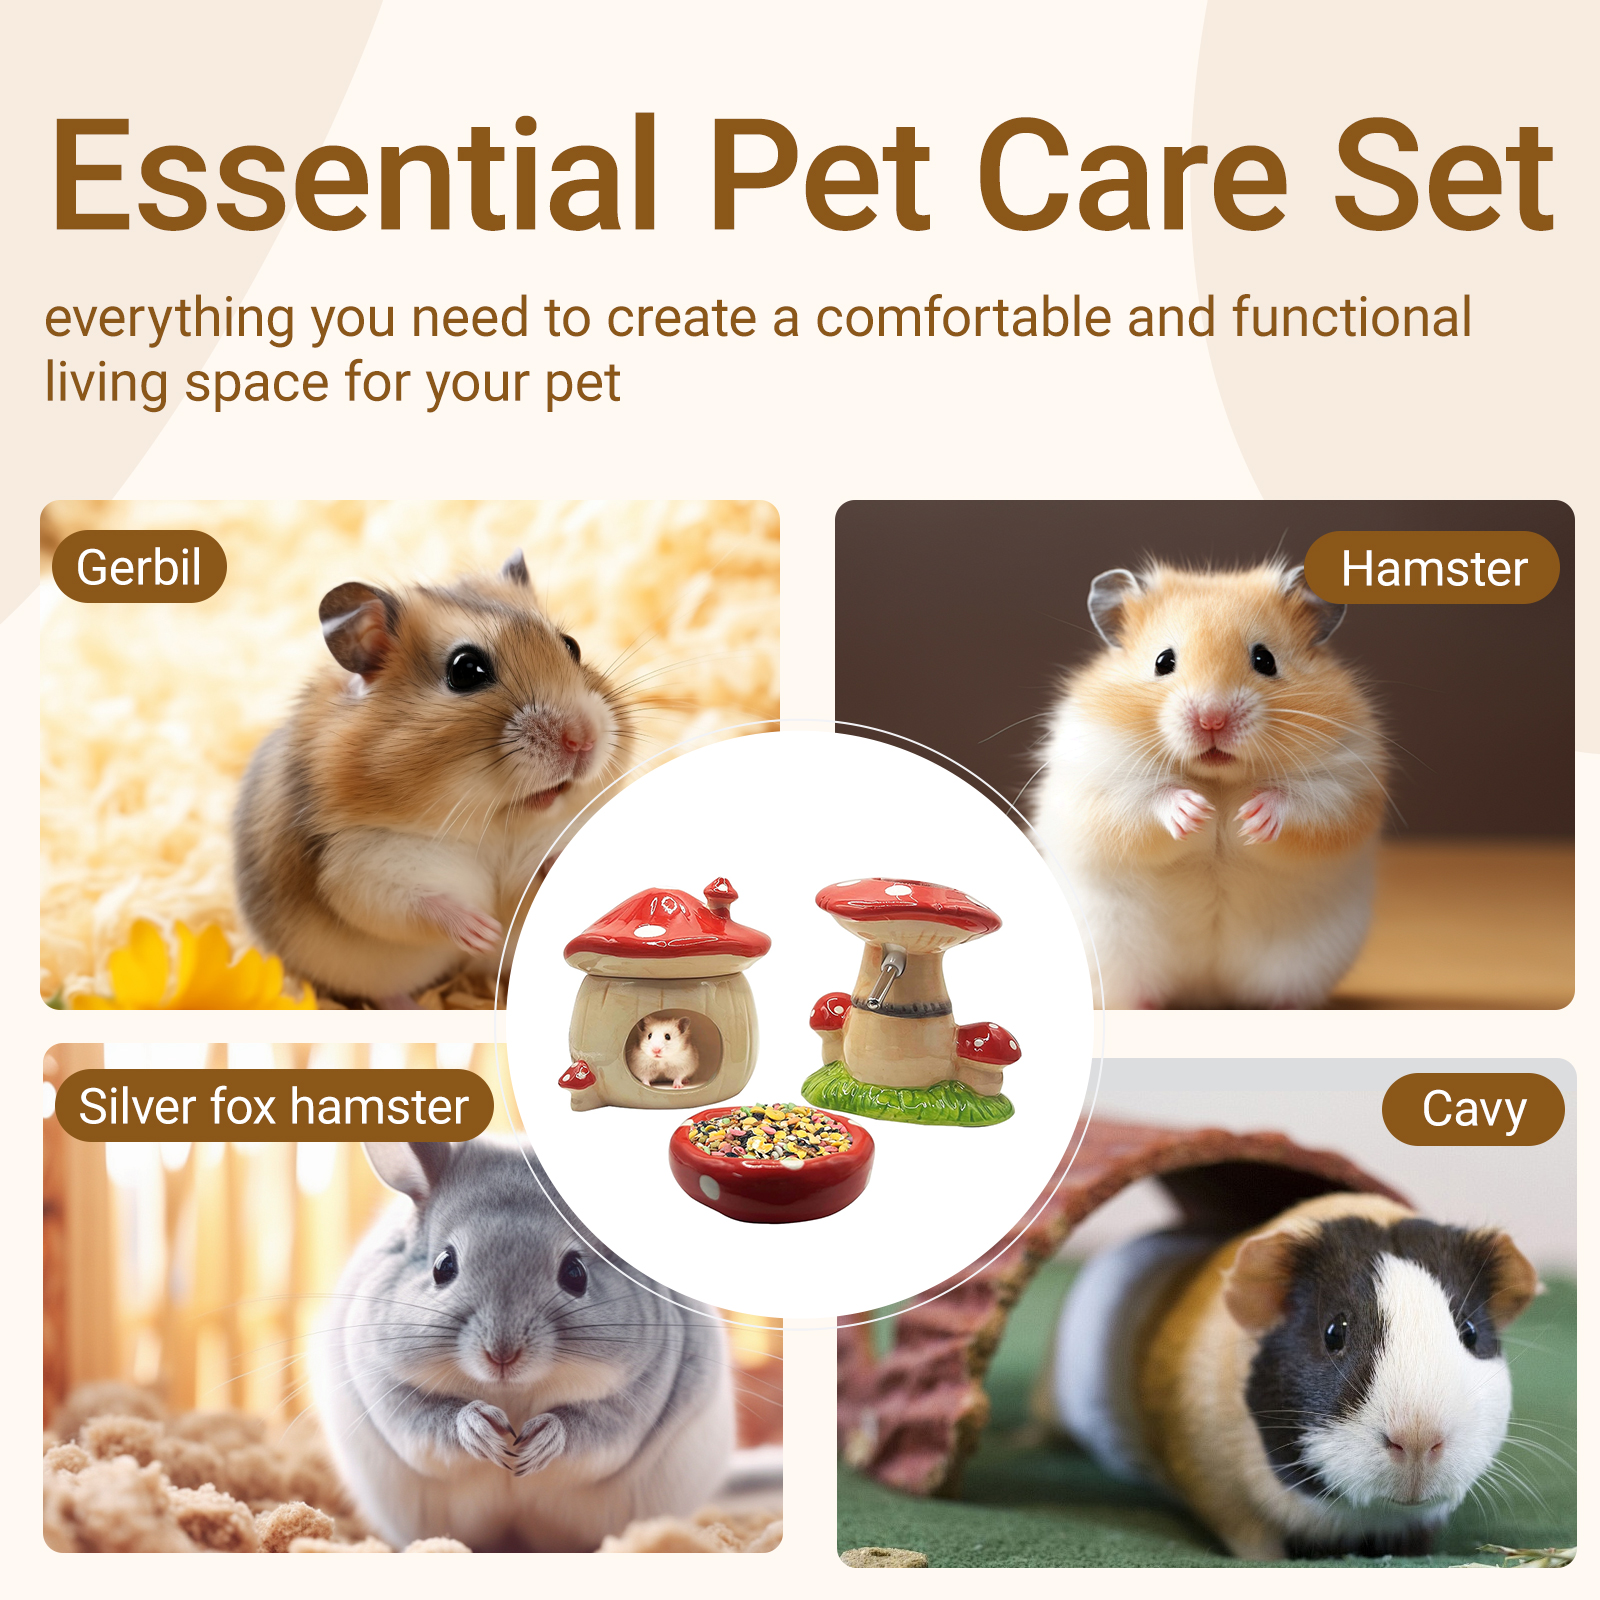 Essential Pet Care Set
everything you need to create a comfortable and functional
living space for your pet
Gerbil
Hamster
Silver fox hamster
Cavy